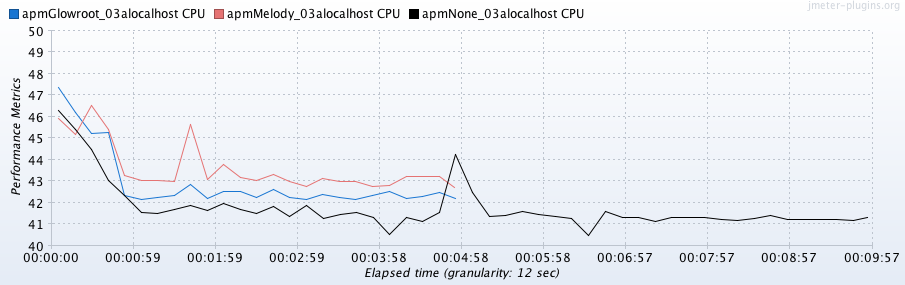 jmeter-plugins.org
apmGlowroot_03alocalhost CPU apmMelody_03alocalhost CPU apmNone_03alocalhost CPU
Performance Metrics
50
49
48
47
46
45
44
43
42
41
40
00:00:00 00:00:59 00:01:59 00:02:59 00:03:58 00:04:58 00:05:58 00:06:57 00:07:57 00:08:57 00:09:57
Elapsed time (granularity: 12 sec)